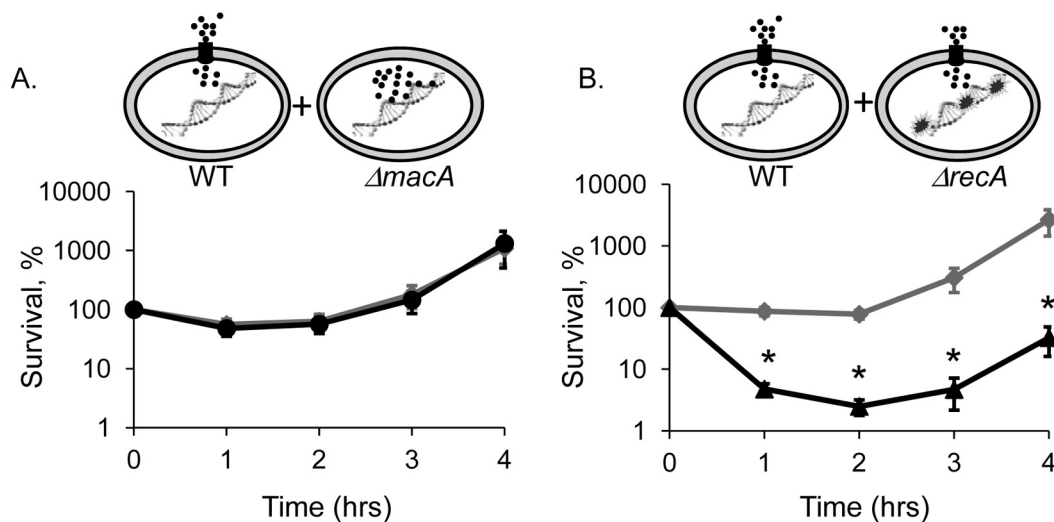 A.
+
WT
ΔmacA
10000
1000
100
10
1
Survival, %
0 1 2 3 4
Time (hrs)
B.
+
WT
ΔrecA
10000
1000
100
10
1
Survival, %
* * * *
0 1 2 3 4
Time (hrs)